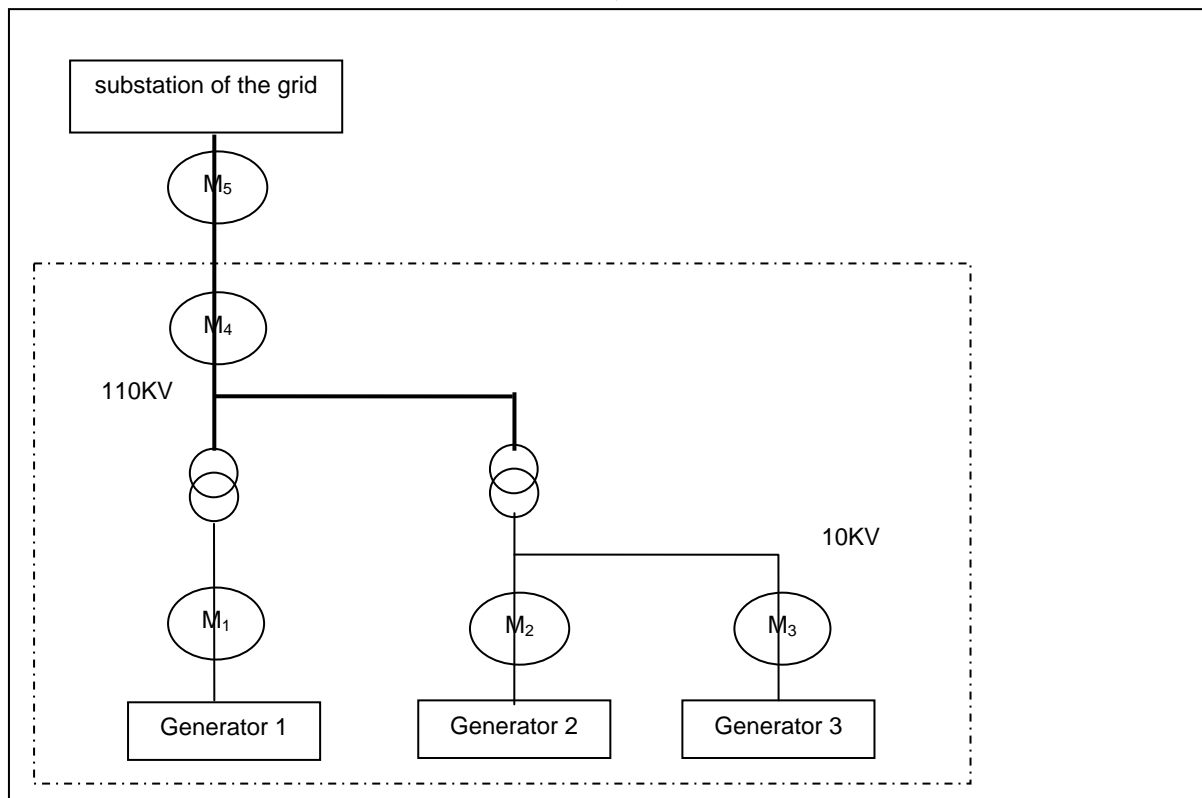 substation of the grid
M₅
M₄
110KV
10KV
M₁
M₂
M₃
Generator 1
Generator 2
Generator 3